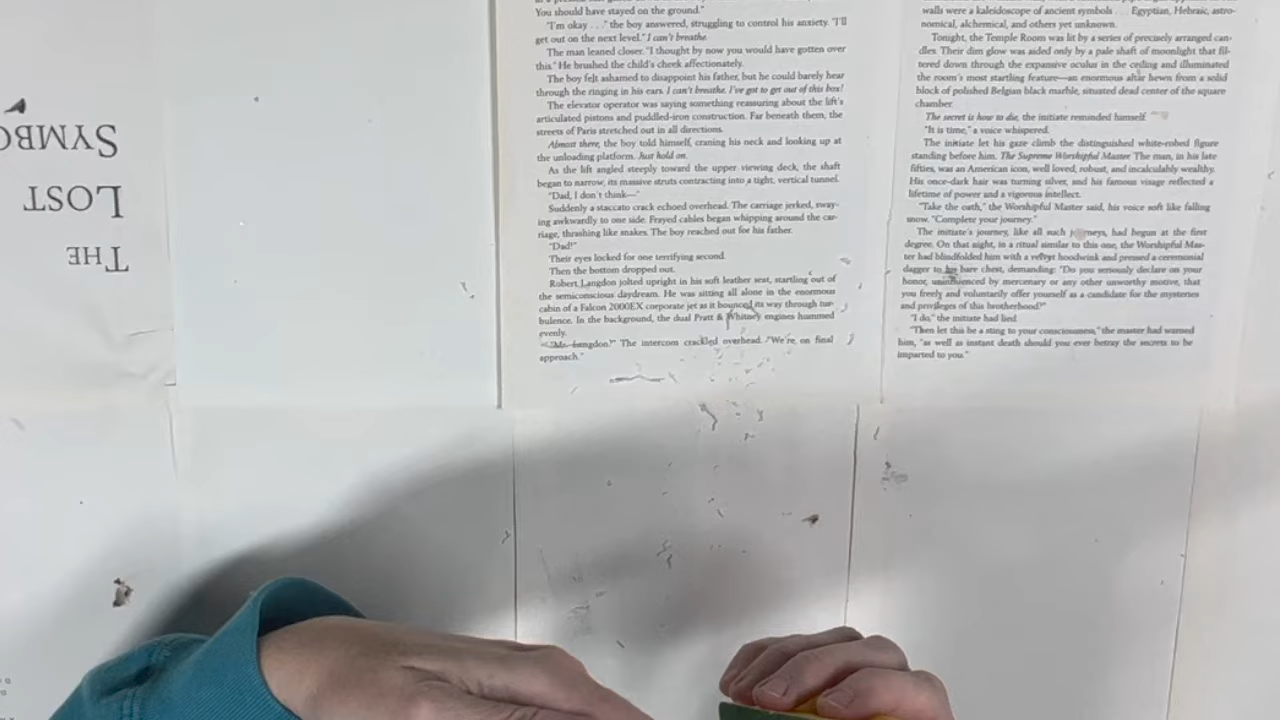 You should have stayed on the ground."
"I'm okay . . ." the boy answered, struggling to control his anxiety. "I'll
get out on the next level." I can't breathe.
The man leaned closer. "I thought by now you would have gotten over
this." He brushed the child's cheek affectionately.
The boy felt ashamed to disappoint his father, but he could barely hear
through the ringing in his ears. I can't breathe. I've got to get out of this box!
The elevator operator was saying something reassuring about the lift's
articulated pistons and puddled-iron construction. Far beneath them, the
streets of Paris stretched out in all directions.
Almost there, the boy told himself, craning his neck and looking up at
the unloading platform. Just hold on.
As the lift angled steeply toward the upper viewing deck, the shaft
began to narrow, its massive struts contracting into a tight, vertical tunnel.
"Dad, I don't think—"
Suddenly a staccato crack echoed overhead. The carriage jerked, sway-
ing awkwardly to one side. Frayed cables began whipping around the car-
riage, thrashing like snakes. The boy reached out for his father.
"Dad!"
Their eyes locked for one terrifying second.
Then the bottom dropped out.
Robert Langdon jolted upright in his soft leather seat, startling out of
the semiconscious daydream. He was sitting all alone in the enormous
cabin of a Falcon 2000EX corporate jet as it bounced its way through tur-
bulence. In the background, the dual Pratt & Whitney engines hummed
evenly.
"Mr. Langdon?" The intercom crackled overhead. "We're on final
approach."
walls were a kaleidoscope of ancient symbols . . . Egyptian, Hebraic, astro-
nomical, alchemical, and others yet unknown.
Tonight, the Temple Room was lit by a series of precisely arranged can-
dles. Their dim glow was aided only by a pale shaft of moonlight that fil-
tered down through the expansive oculus in the ceiling and illuminated
the room's most startling feature—an enormous altar hewn from a solid
block of polished Belgian black marble, situated dead center of the square
chamber.
The secret is how to die, the initiate reminded himself.
"It is time," a voice whispered.
The initiate let his gaze climb the distinguished white-robed figure
standing before him. The Supreme Worshipful Master. The man, in his late
fifties, was an American icon, well loved, robust, and incalculably wealthy.
His once-dark hair was turning silver, and his famous visage reflected a
lifetime of power and a vigorous intellect.
"Take the oath," the Worshipful Master said, his voice soft like falling
snow. "Complete your journey."
The initiate's journey, like all such journeys, had begun at the first
degree. On that night, in a ritual similar to this one, the Worshipful Mas-
ter had blindfolded him with a velvet hoodwink and pressed a ceremonial
dagger to his bare chest, demanding: "Do you seriously declare on your
honor, uninfluenced by mercenary or any other unworthy motive, that
you freely and voluntarily offer yourself as a candidate for the mysteries
and privileges of this brotherhood?"
"I do," the initiate had lied.
"Then let this be a sting to your consciousness," the master had warned
him, "as well as instant death should you ever betray the secrets to be
imparted to you."
THE
LOST
SYMBO